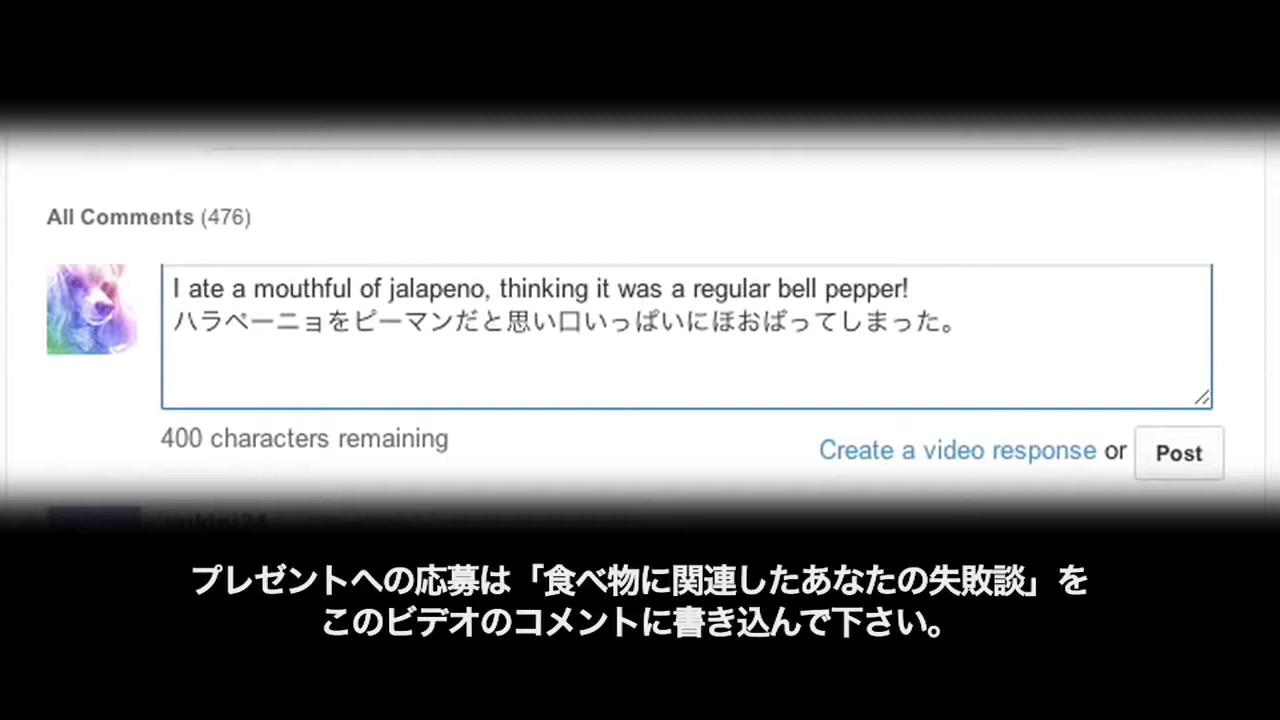 All Comments (476)
I ate a mouthful of jalapeno, thinking it was a regular bell pepper!
ハラペーニョをピーマンだと思い口いっぱいにほおばってしまった。
400 characters remaining
Create a video response or Post
プレゼントへの応募は「食べ物に関連したあなたの失敗談」を
このビデオのコメントに書き込んで下さい。